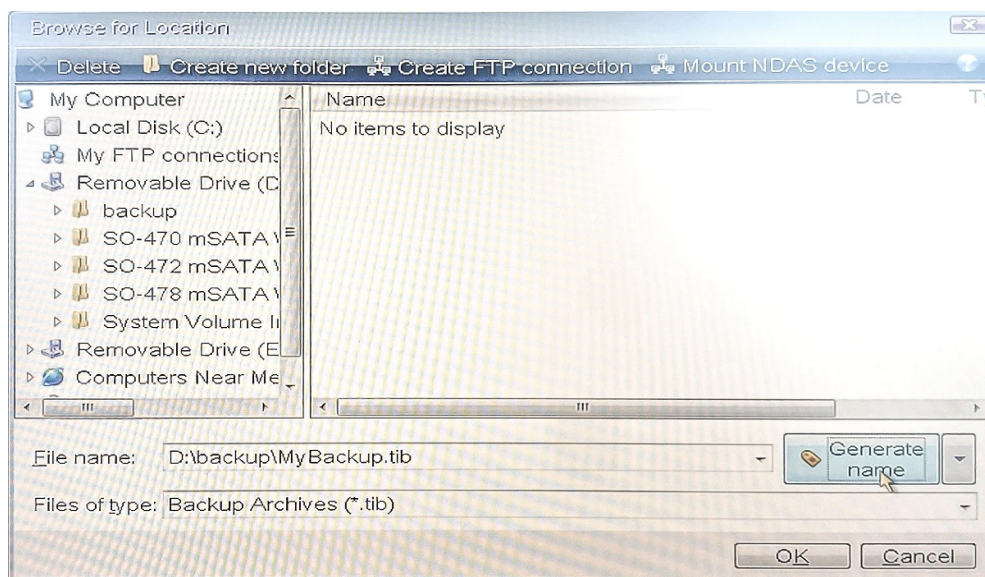 Browse for Location
Delete Create new folder Create FTP connection Mount NDAS device
My Computer
Local Disk (C:)
My FTP connections
Removable Drive (D
backup
SO-470 mSATA
SO-472 mSATA
SO-478 mSATA
System Volume I
Removable Drive (E
Computers Near Me
Name Date
No items to display
File name: D:\backup\MyBackup.tib
Generate
name
Files of type: Backup Archives (*.tib)
OK Cancel